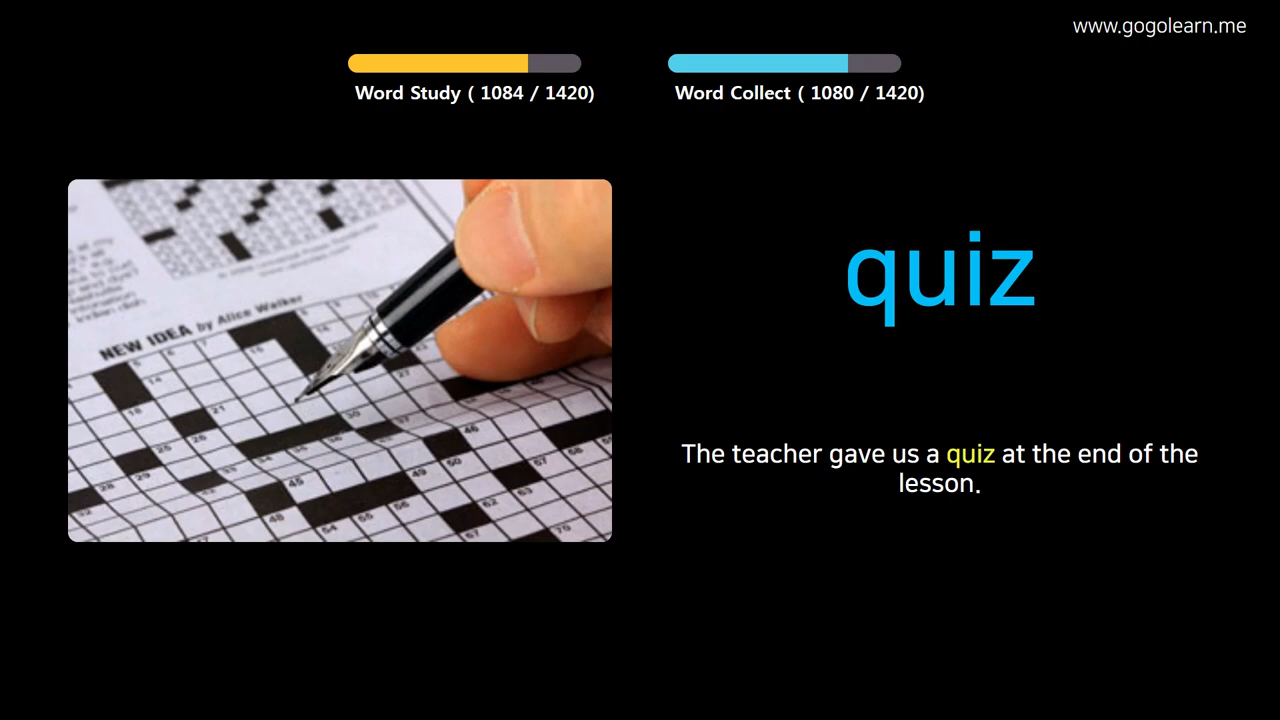 www.gogolearn.me
Word Study ( 1084 / 1420)
Word Collect ( 1080 / 1420)
NEW IDEA by Alice Walker
quiz
The teacher gave us a quiz at the end of the
lesson.